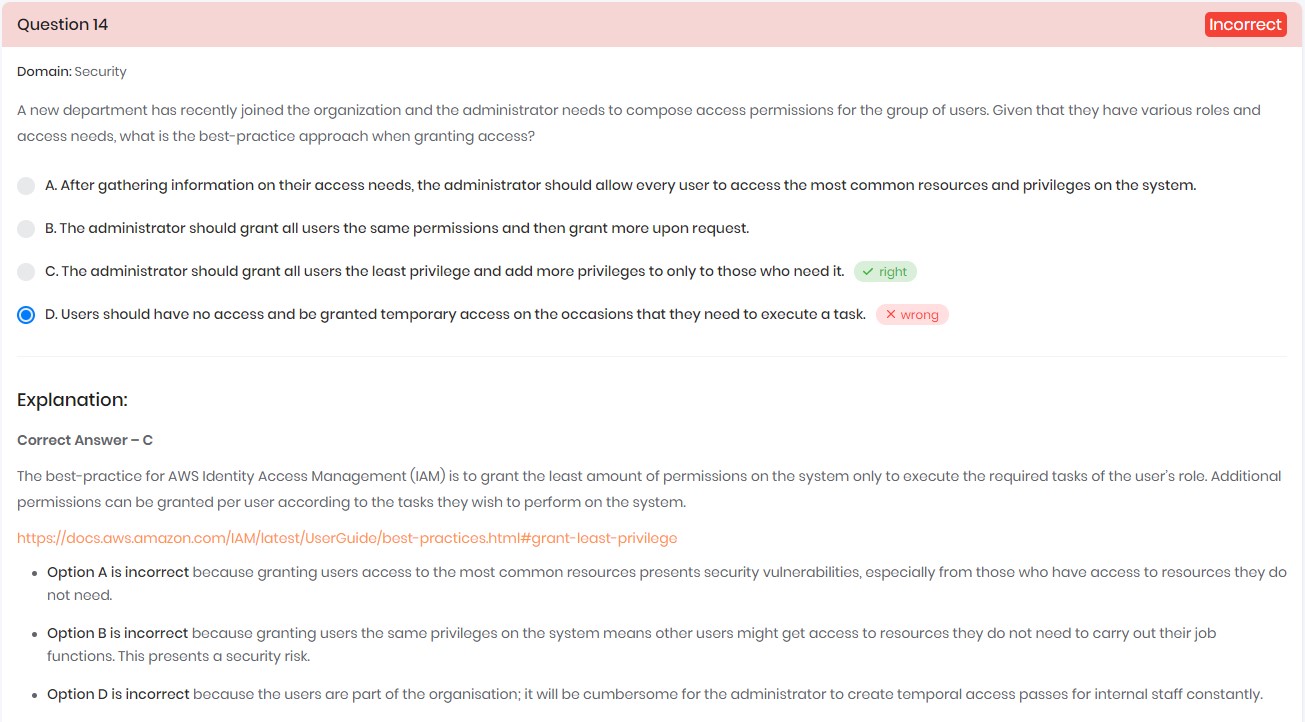 Question 14
Incorrect
Domain: Security
A new department has recently joined the organization and the administrator needs to compose access permissions for the group of users. Given that they have various roles and
access needs, what is the best-practice approach when granting access?
A. After gathering information on their access needs, the administrator should allow every user to access the most common resources and privileges on the system.
B. The administrator should grant all users the same permissions and then grant more upon request.
C. The administrator should grant all users the least privilege and add more privileges to only to those who need it. ✓ right
D. Users should have no access and be granted temporary access on the occasions that they need to execute a task. ✕ wrong
Explanation:
Correct Answer – C
The best-practice for AWS Identity Access Management (IAM) is to grant the least amount of permissions on the system only to execute the required tasks of the user's role. Additional
permissions can be granted per user according to the tasks they wish to perform on the system.
https://docs.aws.amazon.com/IAM/latest/UserGuide/best-practices.html#grant-least-privilege
• Option A is incorrect because granting users access to the most common resources presents security vulnerabilities, especially from those who have access to resources they do
not need.
• Option B is incorrect because granting users the same privileges on the system means other users might get access to resources they do not need to carry out their job
functions. This presents a security risk.
• Option D is incorrect because the users are part of the organisation; it will be cumbersome for the administrator to create temporal access passes for internal staff constantly.